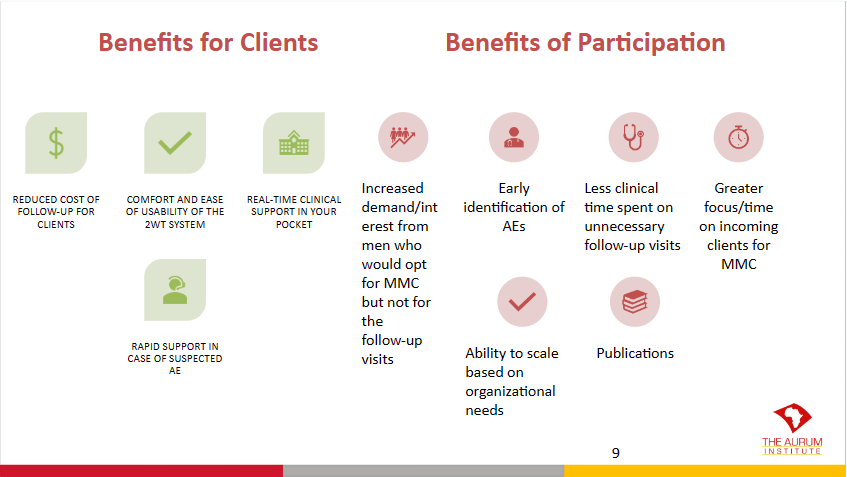 Benefits for Clients
Benefits of Participation
$
REDUCED COST OF
FOLLOW-UP FOR
CLIENTS
COMFORT AND EASE
OF USABILITY OF THE
2WT SYSTEM
REAL-TIME CLINICAL
SUPPORT IN YOUR
POCKET
RAPID SUPPORT IN
CASE OF SUSPECTED
AE
Increased
demand/int
erest from
men who
would opt
for MMC
but not for
the
follow-up
visits
Early
identification of
AEs
Less clinical
time spent on
unnecessary
follow-up visits
Greater
focus/time
on incoming
clients for
MMC
Ability to scale
based on
organizational
needs
Publications
THE AURUM
INSTITUTE
9